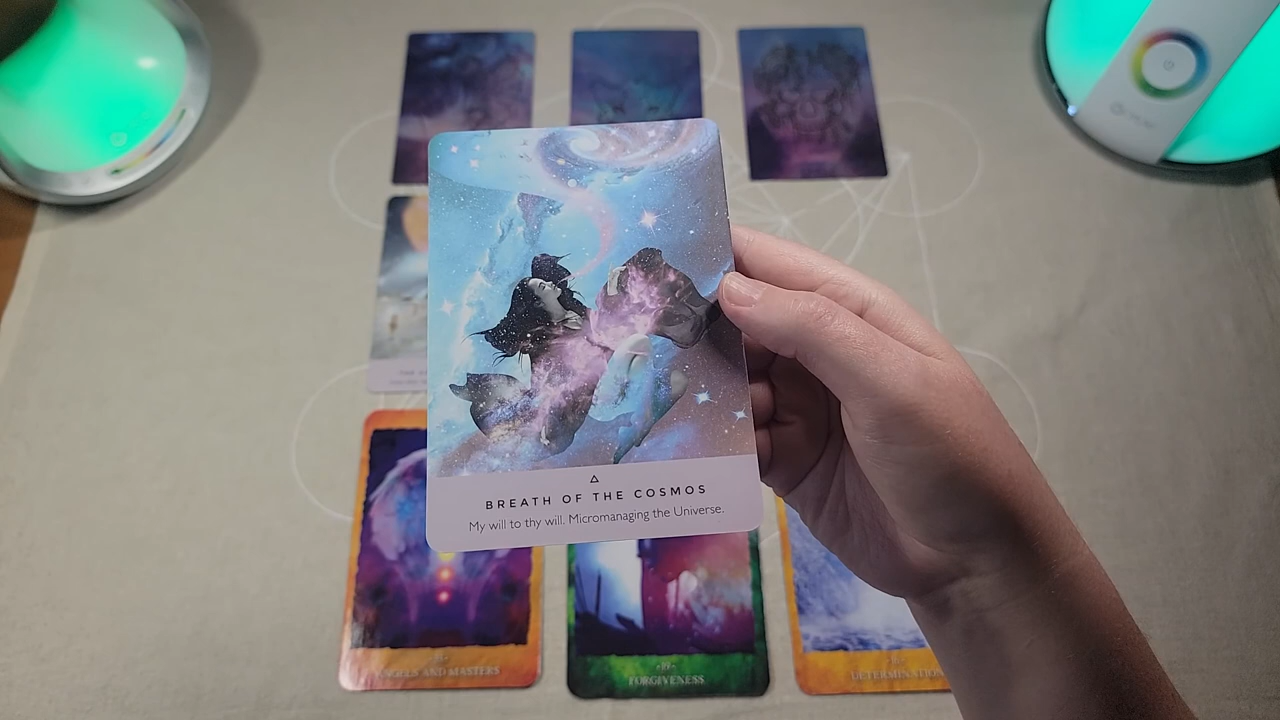 BREATH OF THE COSMOS
My will to thy will. Micromanaging the Universe.
ANGELS AND MASTERS
FORGIVENESS
DETERMINATION